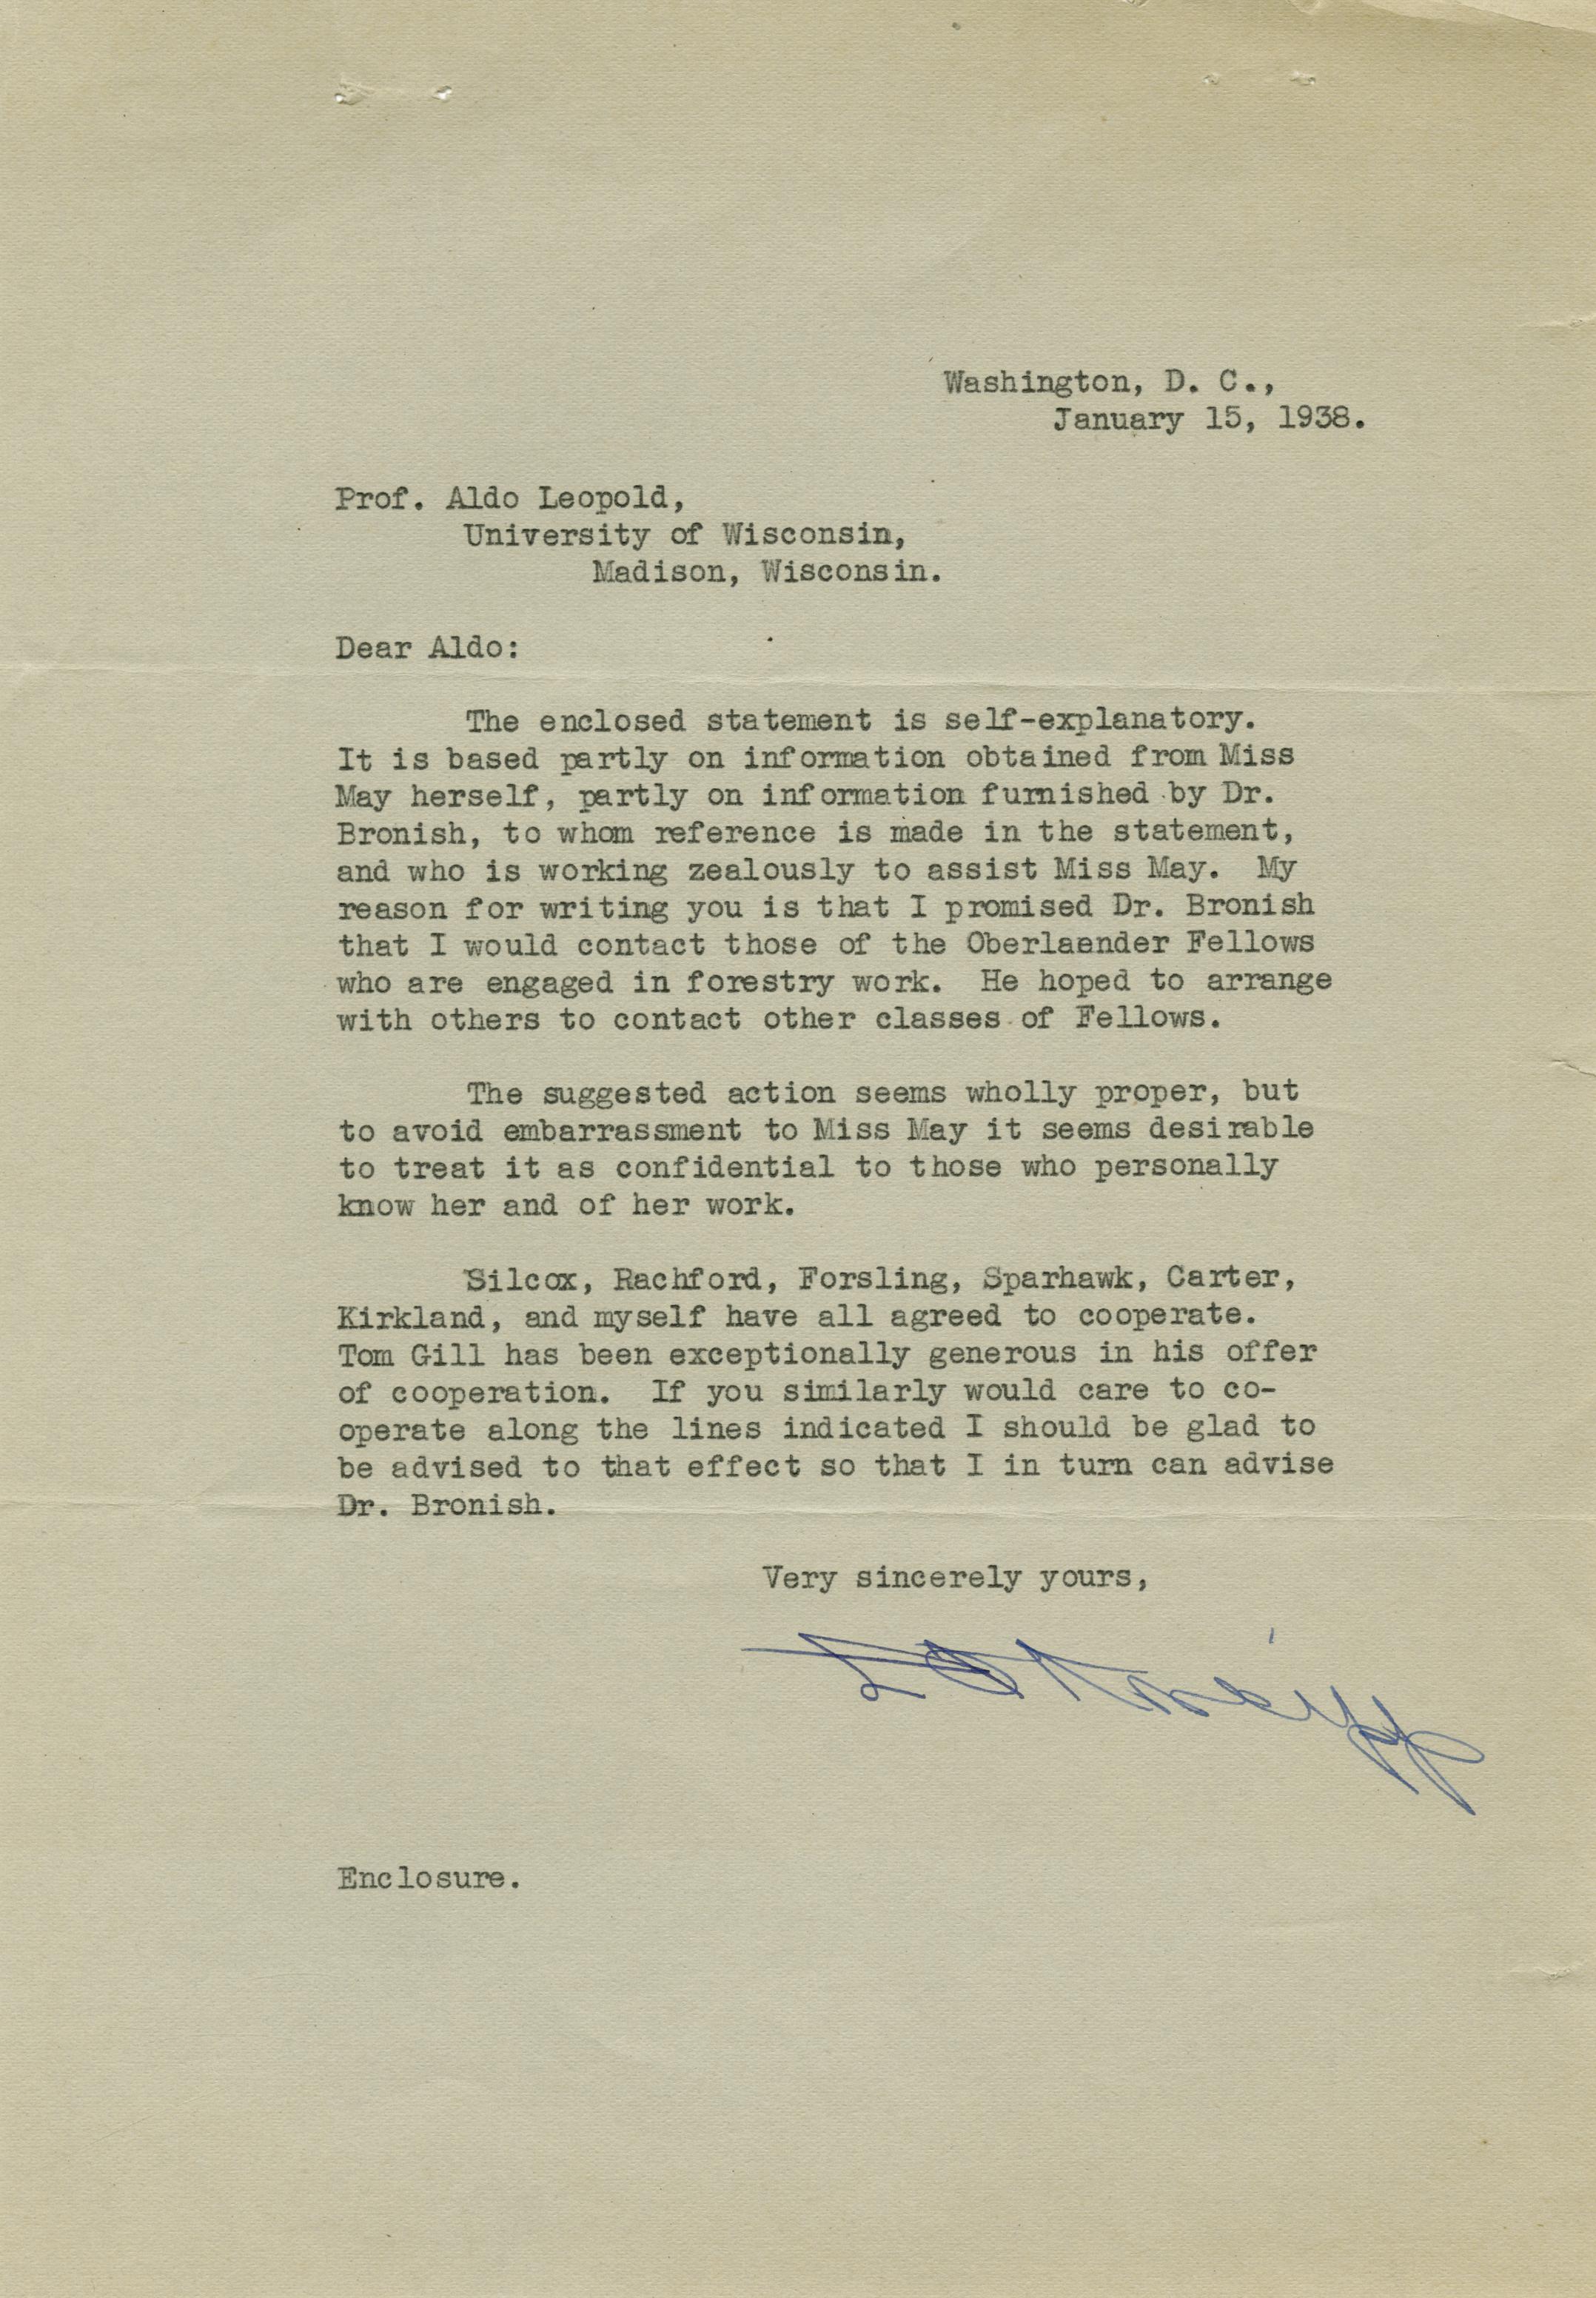 Washington, D. C.,
January 15, 1938.
Prof. Aldo Leopold,
University of Wisconsin,
Madison, Wisconsin.
Dear Aldo:
The enclosed statement is self-explanatory.
It is based partly on information obtained from Miss
May herself, partly on information furnished by Dr.
Bronish, to whom reference is made in the statement,
and who is working zealously to assist Miss May. My
reason for writing you is that I promised Dr. Bronish
that I would contact those of the Oberlaender Fellows
who are engaged in forestry work. He hoped to arrange
with others to contact other classes of Fellows.
The suggested action seems wholly proper, but
to avoid embarrassment to Miss May it seems desirable
to treat it as confidential to those who personally
know her and of her work.
Silcox, Rachford, Forsling, Sparhawk, Carter,
Kirkland, and myself have all agreed to cooperate.
Tom Gill has been exceptionally generous in his offer
of cooperation. If you similarly would care to co-
operate along the lines indicated I should be glad to
be advised to that effect so that I in turn can advise
Dr. Bronish.
Very sincerely yours,
Enclosure.